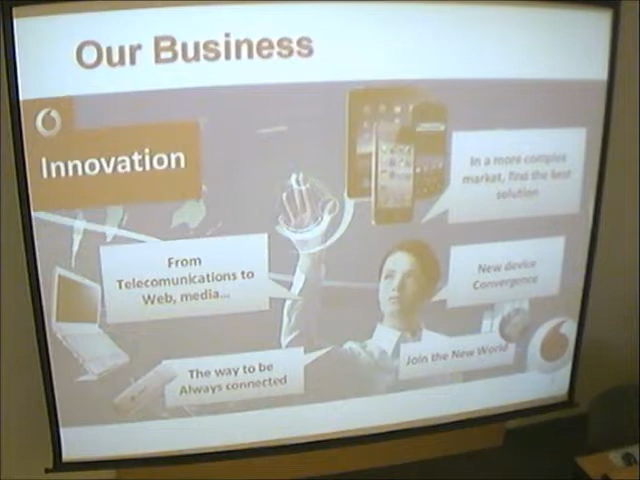 Our Business
Innovation
In a more complex
market, find the best
solution
From
Telecomunications to
Web, media...
New device
Convergence
The way to be
Always connected
Join the New World